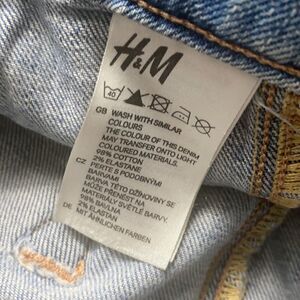 H&M
40
GB WASH WITH SIMILAR
COLOURS
THE COLOUR OF THIS DENIM
MAY TRANSFER ONTO LIGHT
COLOURED MATERIALS.
98% COTTON
2% ELASTANE
CZ PERTE S PODOBNÝMI
BARVAMI
BARVA TÉTO DŽÍNOVINY SE
MŮŽE PŘENÉST NA
MATERIÁLY SVĚTLÉ BARVY.
98% BAVLNA
2% ELASTAN
DE MIT ÄHNLICHEN FARBEN